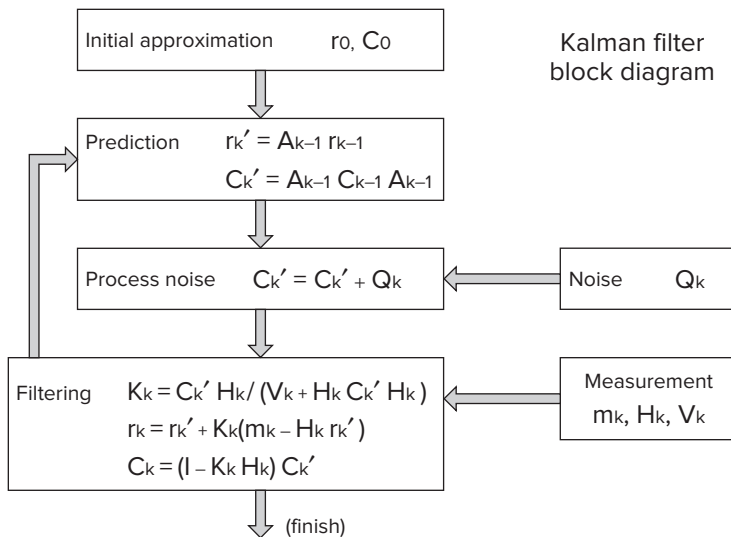 Initial approximation r0, C0
Kalman filter
block diagram
Prediction rk′ = Ak–1 rk–1
Ck′ = Ak–1 Ck–1 Ak–1
Process noise Ck′ = Ck′ + Qk
Noise Qk
Filtering Kk = Ck′ Hk / (Vk + Hk Ck′ Hk)
rk = rk′ + Kk(mk – Hk rk′)
Ck = (I – Kk Hk) Ck′
Measurement
mk, Hk, Vk
(finish)